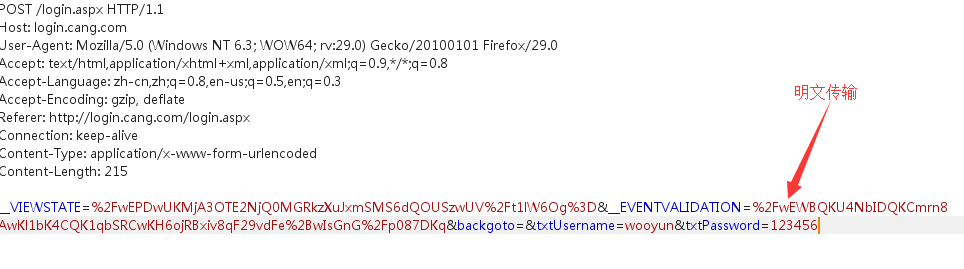 POST /login.aspx HTTP/1.1
Host: login.cang.com
User-Agent: Mozilla/5.0 (Windows NT 6.3; WOW64; rv:29.0) Gecko/20100101 Firefox/29.0
Accept: text/html,application/xhtml+xml,application/xml;q=0.9,*/*;q=0.8
Accept-Language: zh-cn,zh;q=0.8,en-us;q=0.5,en;q=0.3
Accept-Encoding: gzip, deflate
明文传输
Referer: http://login.cang.com/login.aspx
Connection: keep-alive
Content-Type: application/x-www-form-urlencoded
Content-Length: 215
__VIEWSTATE=%2FwEPDwUKMjA3OTE2NjQ0MGRkzXuJxmSMS6dQOUSzwUV%2Ft1lW6Og%3D&__EVENTVALIDATION=%2FwEWBQKU4NbIDQKCmrn8
AwKl1bK4CQK1qbSRCwKH6ojRBxiv8qF29vdFe%2BwIsGnG%2Fp087DKq&backgoto=&txtUsername=wooyun&txtPassword=123456